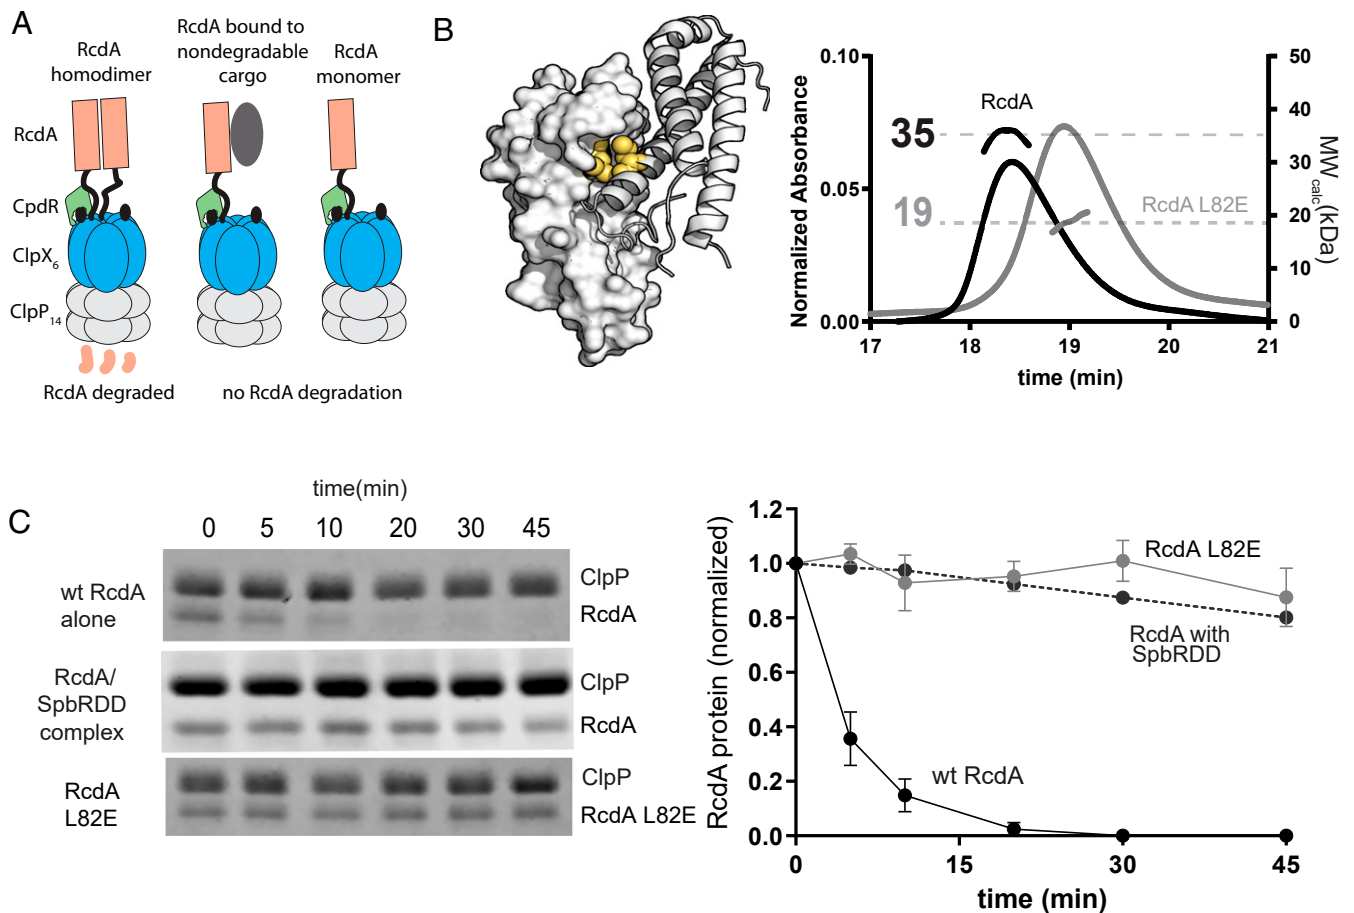 A
RcdA
homodimer
RcdA bound to
nondegradable
cargo
RcdA
monomer
RcdA
CpdR
ClpX6
ClpP14
RcdA degraded
no RcdA degradation
B
0.10
0.05
0.00
Normalized Absorbance
35
19
RcdA
RcdA L82E
50
40
30
20
10
0
MWcalc(kDa)
17 18 19 20 21
time (min)
C
time(min)
0 5 10 20 30 45
wt RcdA
alone
ClpP
RcdA
RcdA/
SpbRDD
complex
ClpP
RcdA
RcdA
L82E
ClpP
RcdA L82E
1.2
1.0
0.8
0.6
0.4
0.2
0.0
RcdA protein (normalized)
RcdA L82E
RcdA with
SpbRDD
wt RcdA
0 15 30 45
time (min)